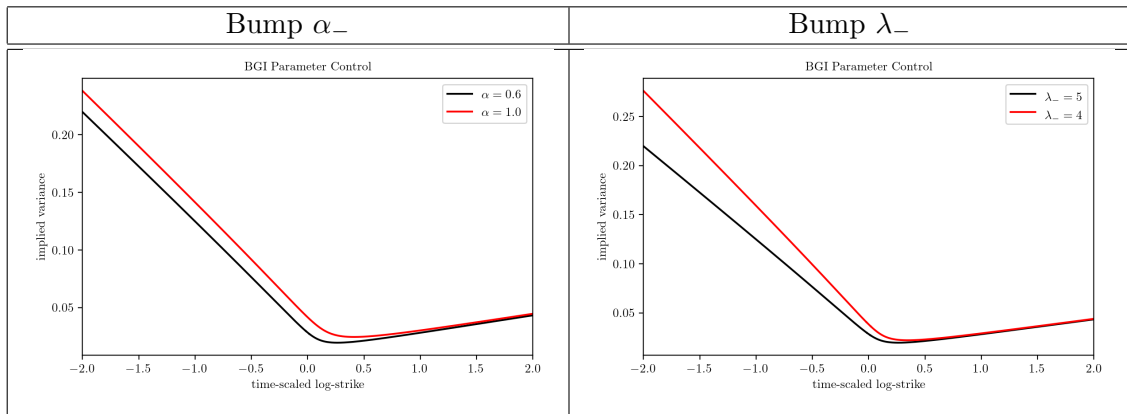 Bump α₋
Bump λ₋
BGI Parameter Control
α = 0.6
α = 1.0
0.20
0.15
0.10
0.05
implied variance
−2.0 −1.5 −1.0 −0.5 0.0 0.5 1.0 1.5 2.0
time-scaled log-strike
BGI Parameter Control
λ₋ = 5
λ₋ = 4
0.25
0.20
0.15
0.10
0.05
implied variance
−2.0 −1.5 −1.0 −0.5 0.0 0.5 1.0 1.5 2.0
time-scaled log-strike